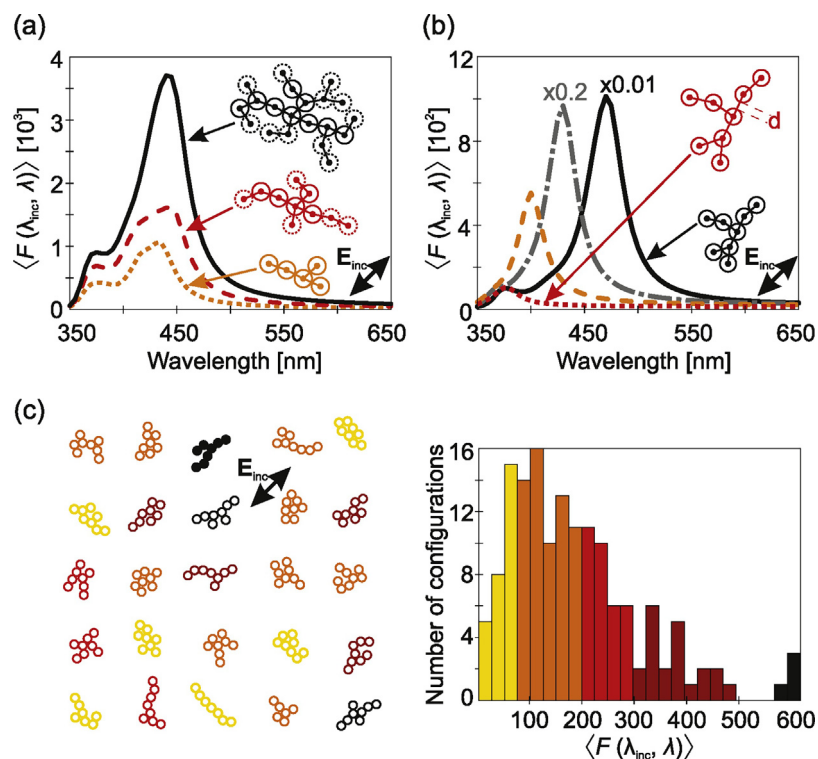 (a)
⟨F (λinc, λ)⟩ [10³]
4
3
2
1
0
350 450 550 650
Wavelength [nm]
Einc
(b)
⟨F (λinc, λ)⟩ [10²]
12
8
4
0
x0.2
x0.01
d
Einc
350 450 550 650
Wavelength [nm]
(c)
Einc
Number of configurations
16
12
8
4
0
100 200 300 400 500 600
⟨F (λinc, λ)⟩